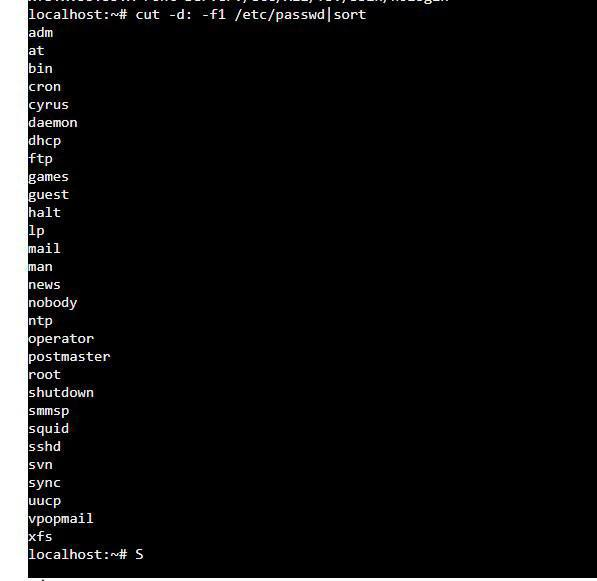 localhost:~# cut -d: -f1 /etc/passwd|sort
adm
at
bin
cron
cyrus
daemon
dhcp
ftp
games
guest
halt
lp
mail
man
news
nobody
ntp
operator
postmaster
root
shutdown
smmsp
squid
sshd
svn
sync
uucp
vpopmail
xfs
localhost:~# S